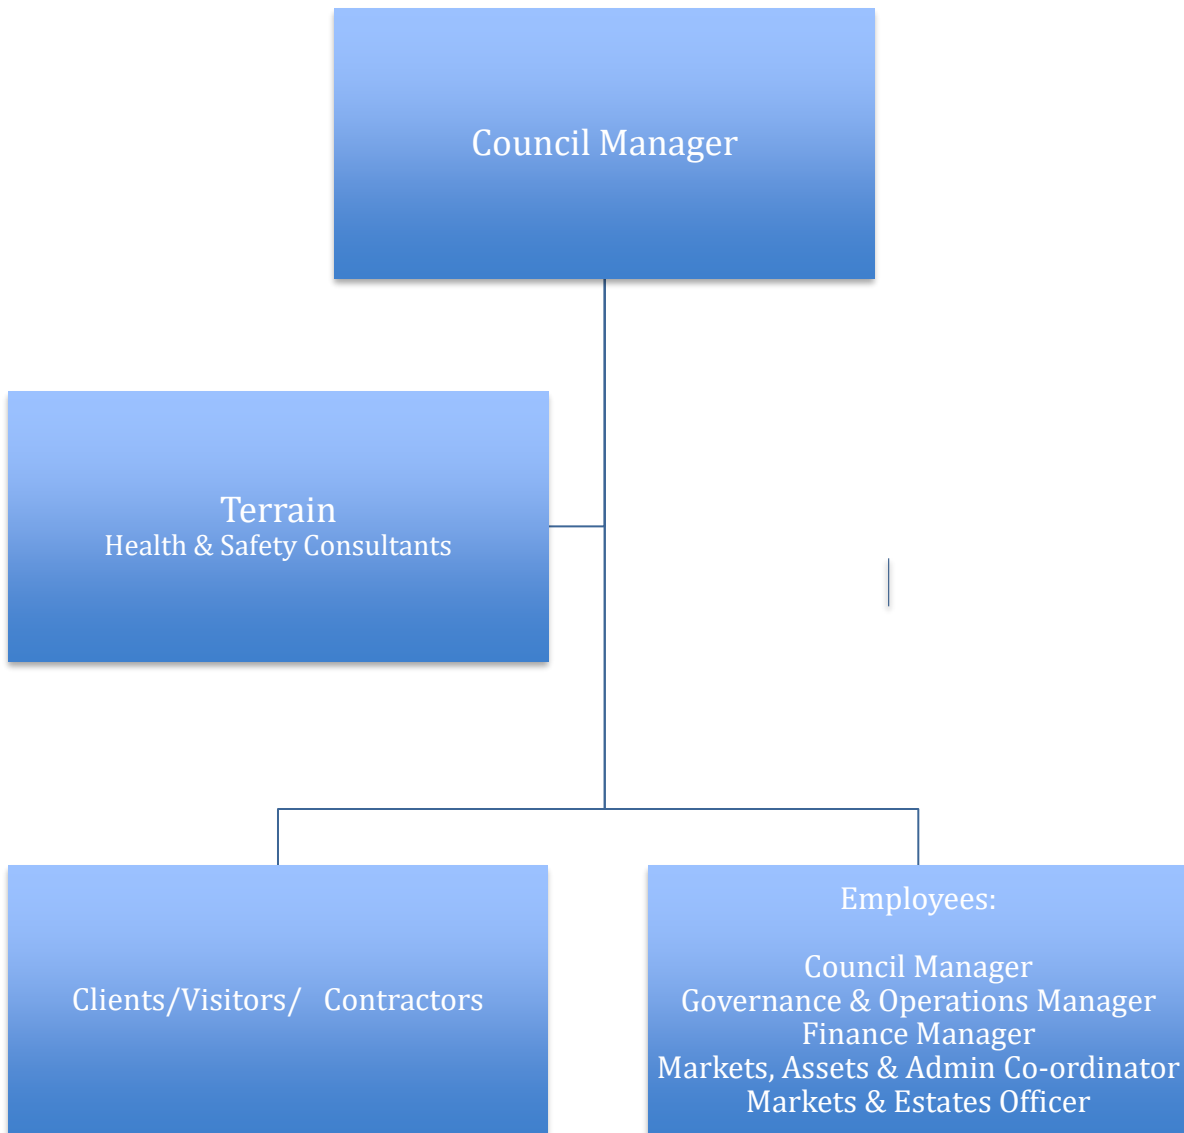 Council Manager
Terrain
Health & Safety Consultants
Clients/Visitors/ Contractors
Employees:
Council Manager
Governance & Operations Manager
Finance Manager
Markets, Assets & Admin Co-ordinator
Markets & Estates Officer